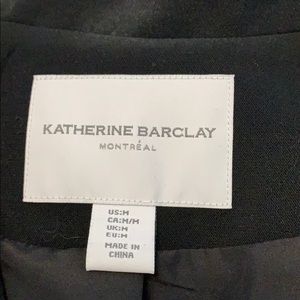 KATHERINE BARCLAY
MONTRÉAL
US:M
CA:M/M
UK:M
EU:M
MADE IN
CHINA